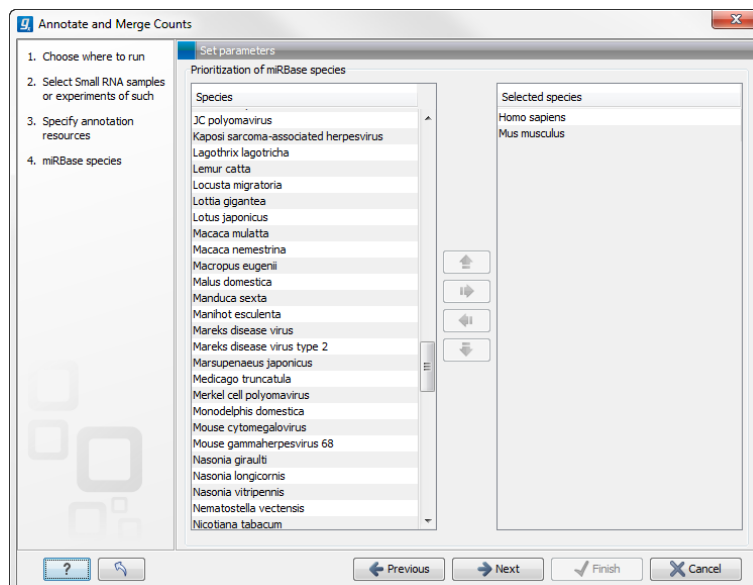 Annotate and Merge Counts
1. Choose where to run
2. Select Small RNA samples
or experiments of such
3. Specify annotation
resources
4. miRBase species
Set parameters
Prioritization of miRBase species
Species
JC polyomavirus
Kaposi sarcoma-associated herpesvirus
Lagothrix lagotricha
Lemur catta
Locusta migratoria
Lottia gigantea
Lotus japonicus
Macaca mulatta
Macaca nemestrina
Macropus eugenii
Malus domestica
Manduca sexta
Manihot esculenta
Mareks disease virus
Mareks disease virus type 2
Marsupenaeus japonicus
Medicago truncatula
Merkel cell polyomavirus
Monodelphis domestica
Mouse cytomegalovirus
Mouse gammaherpesvirus 68
Nasonia giraulti
Nasonia longicornis
Nasonia vitripennis
Nematostella vectensis
Nicotiana tabacum
Selected species
Homo sapiens
Mus musculus
?
Previous
Next
Finish
Cancel